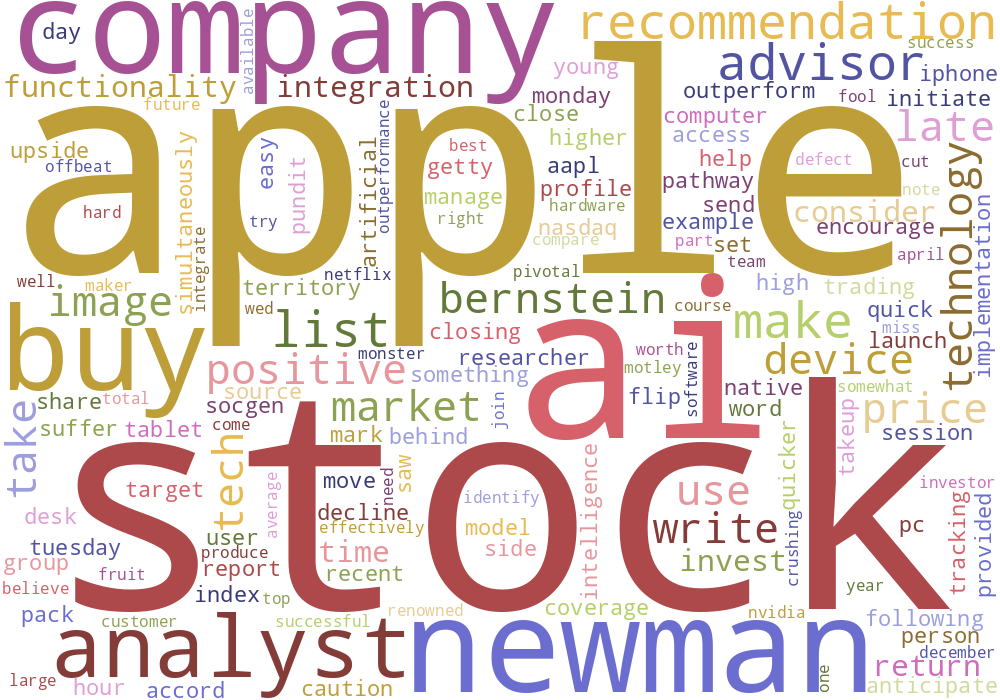 company
recommendation
day
available
success
advisor
iphone
functionality
integration
young
outperform
fool
initiate
future
monday
close
computer
late
apple
upside
offbeat
simultaneously
easy
pundit
artificial
outperformance
best
getty
higher
aapl
access
help
defect
cut
manage
profile
pathway
note
hard
try
right
hardware
send
consider
technology
nasdaq
example
encourage
compare
part
set
team
april
well
maker
integrate
territory
netflix
pivotal
high
trading
implementation
image
wed
bernstein
course
quick
buy
list
ai
make
miss
launch
closing
monster
researcher
worth
software
device
positive
something
motley
native
somewhat
source
flip
share
total
socgen
market
join
word
price
take
suffer
tablet
come
mark
behind
session
tech
saw
need
intelligence
quicker
takeup
stock
target
move
identify
use
investor
average
decline
desk
effectively
model
write
pc
tracking
provided
tuesday
user
produce
time
side
invest
crushing
group
report
recent
believe
fruit
index
top
year
pack
renowned
coverage
nvidia
customer
successful
following
analyst
newman
person
december
return
large
hour
accord
caution
one
anticipate